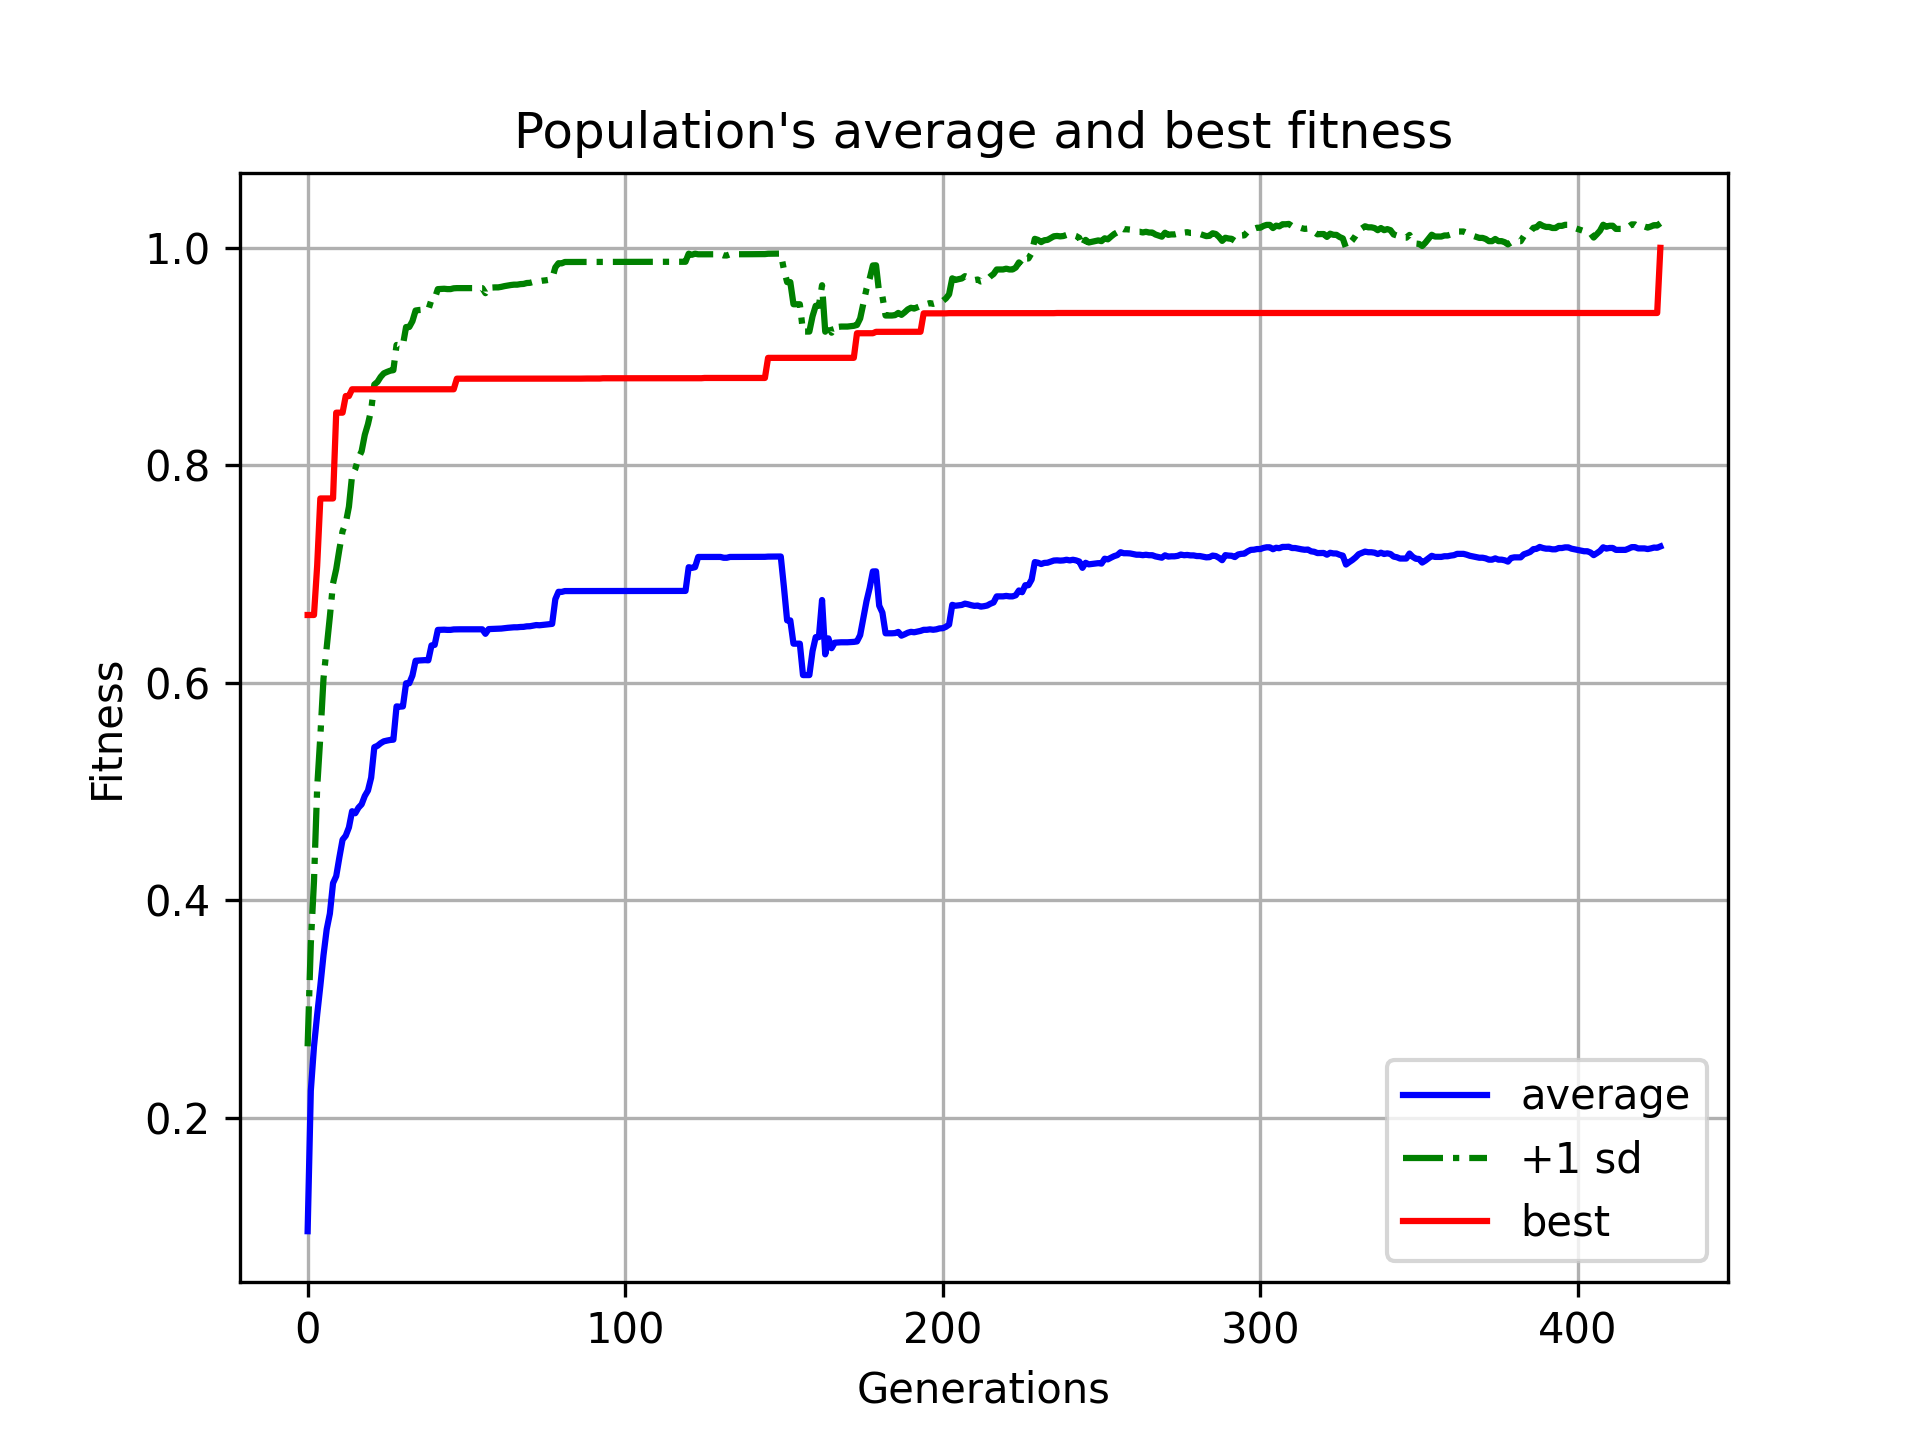 Population's average and best fitness
1.0
0.8
0.6
0.4
0.2
Fitness
0
100
200
300
400
Generations
average
+1 sd
best